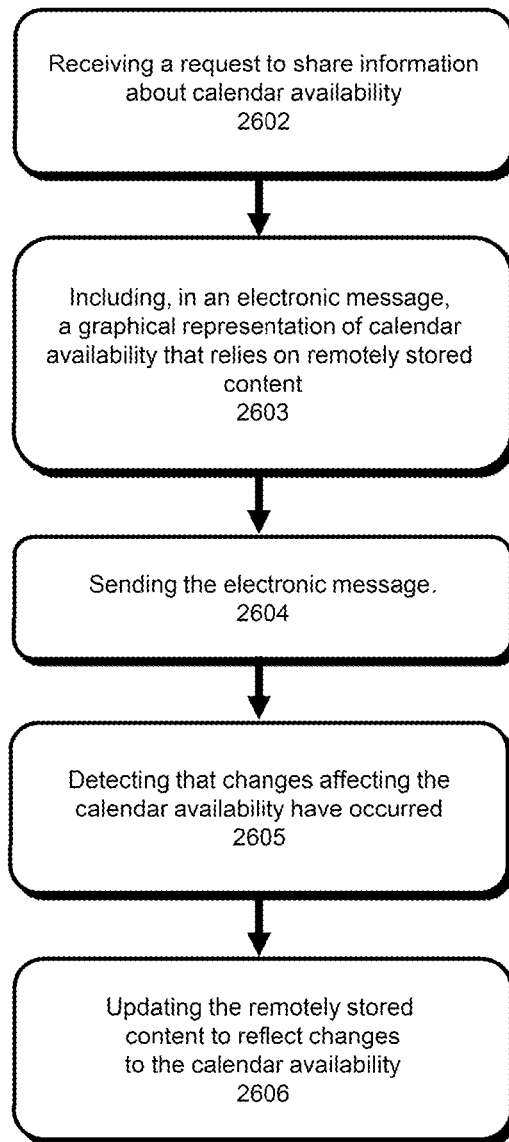 Receiving a request to share information
about calendar availability
2602
Including, in an electronic message,
a graphical representation of calendar
availability that relies on remotely stored
content
2603
Sending the electronic message.
2604
Detecting that changes affecting the
calendar availability have occurred
2605
Updating the remotely stored
content to reflect changes
to the calendar availability
2606